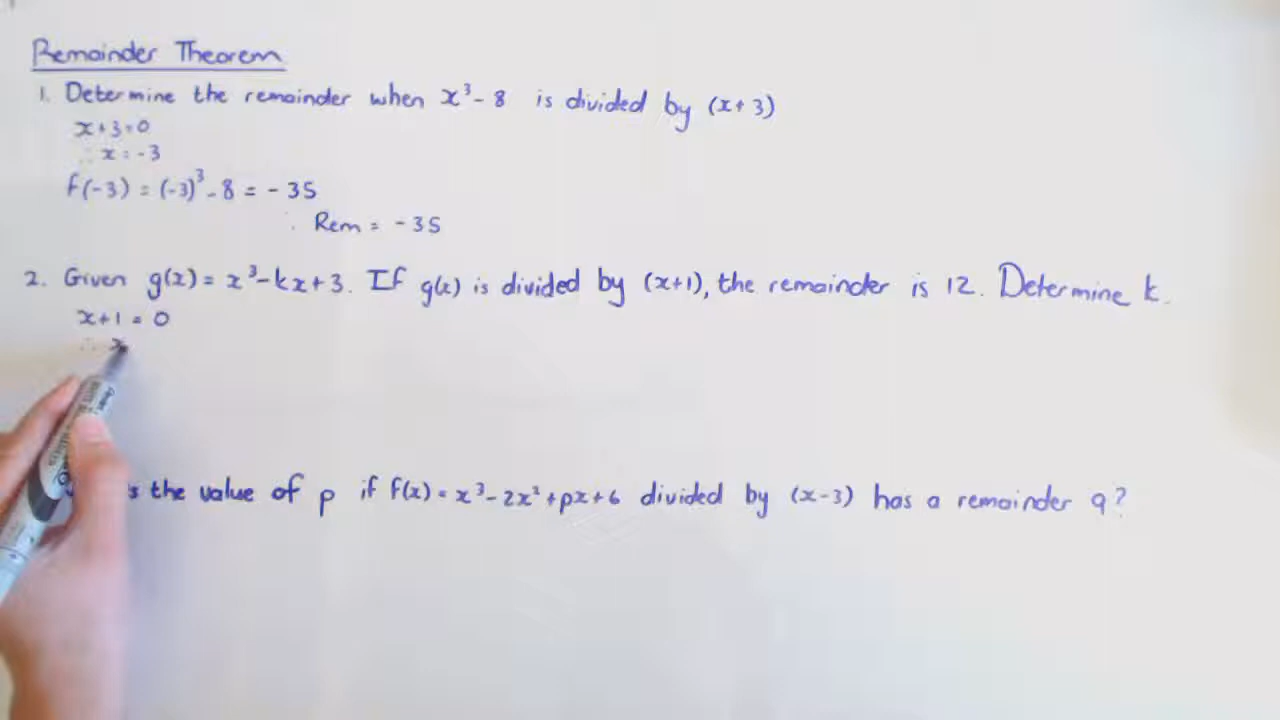 Remainder Theorem
1. Determine the remainder when x³ - 8 is divided by (x + 3)
x + 3 = 0
∴ x = -3
f(-3) = (-3)³ - 8 = -35
∴ Rem = -35
2. Given g(x) = x³ - kx + 3. If g(x) is divided by (x+1), the remainder is 12. Determine k.
x + 1 = 0
∴ x
the value of p if f(x) = x³ - 2x² + px + 6 divided by (x-3) has a remainder 9?